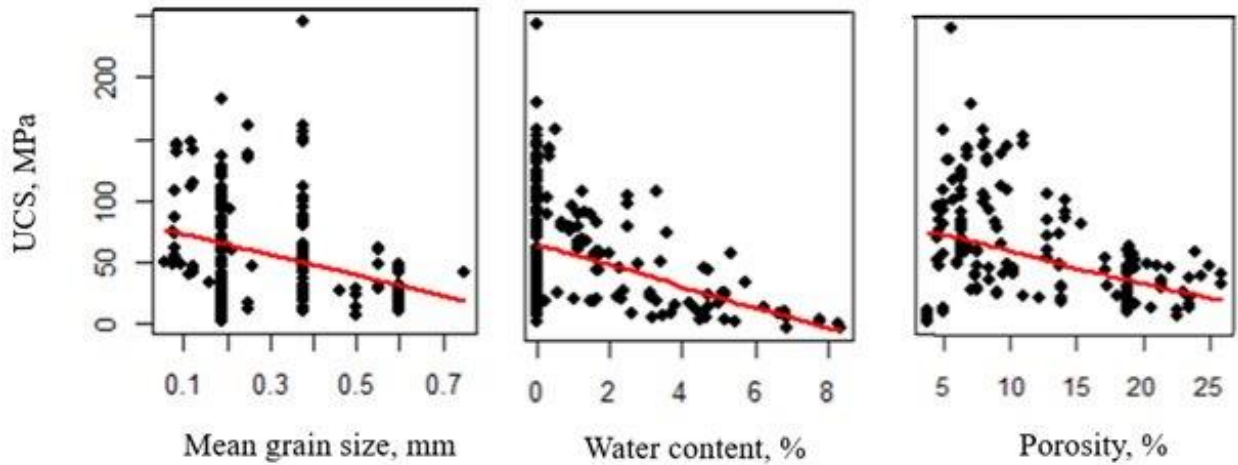 UCS, MPa
200
100
50
0
0.1 0.3 0.5 0.7
0 2 4 6 8
5 10 15 20 25
Mean grain size, mm
Water content, %
Porosity, %